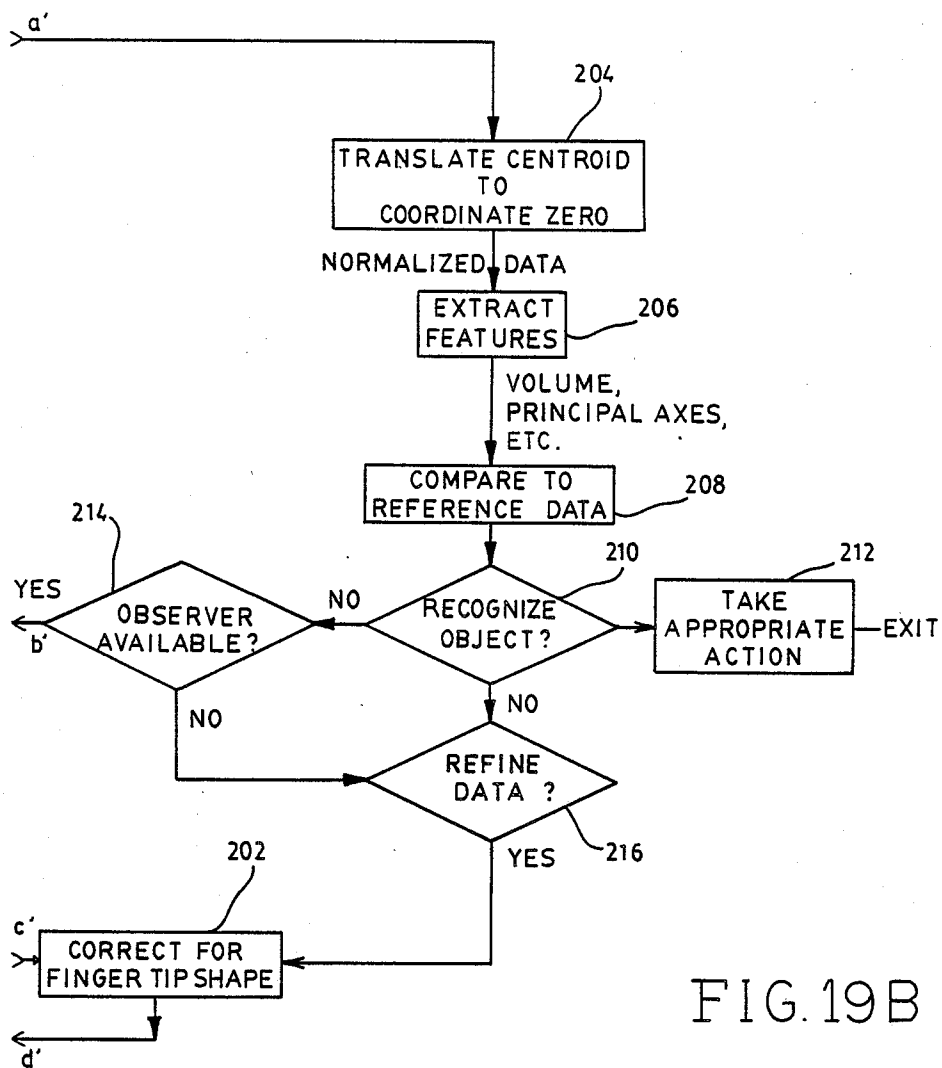 a'
204
TRANSLATE CENTROID
TO
COORDINATE ZERO
NORMALIZED DATA
EXTRACT
FEATURES
206
VOLUME,
PRINCIPAL AXES,
ETC.
COMPARE TO
REFERENCE DATA
208
214
210
212
YES
b'
OBSERVER
AVAILABLE?
NO
RECOGNIZE
OBJECT?
TAKE
APPROPRIATE
ACTION
EXIT
NO
NO
REFINE
DATA ?
216
YES
202
c'
CORRECT FOR
FINGER TIP SHAPE
d'
FIG. 19B